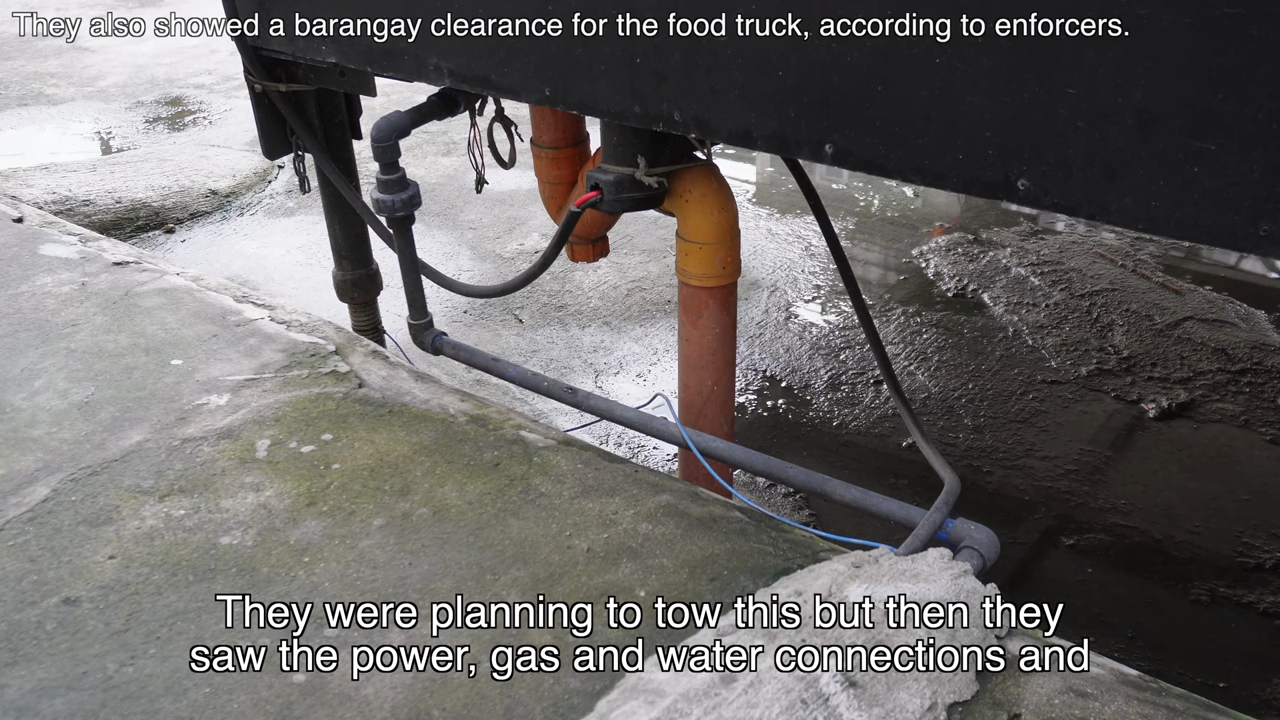 They also showed a barangay clearance for the food truck, according to enforcers.
They were planning to tow this but then they
saw the power, gas and water connections and